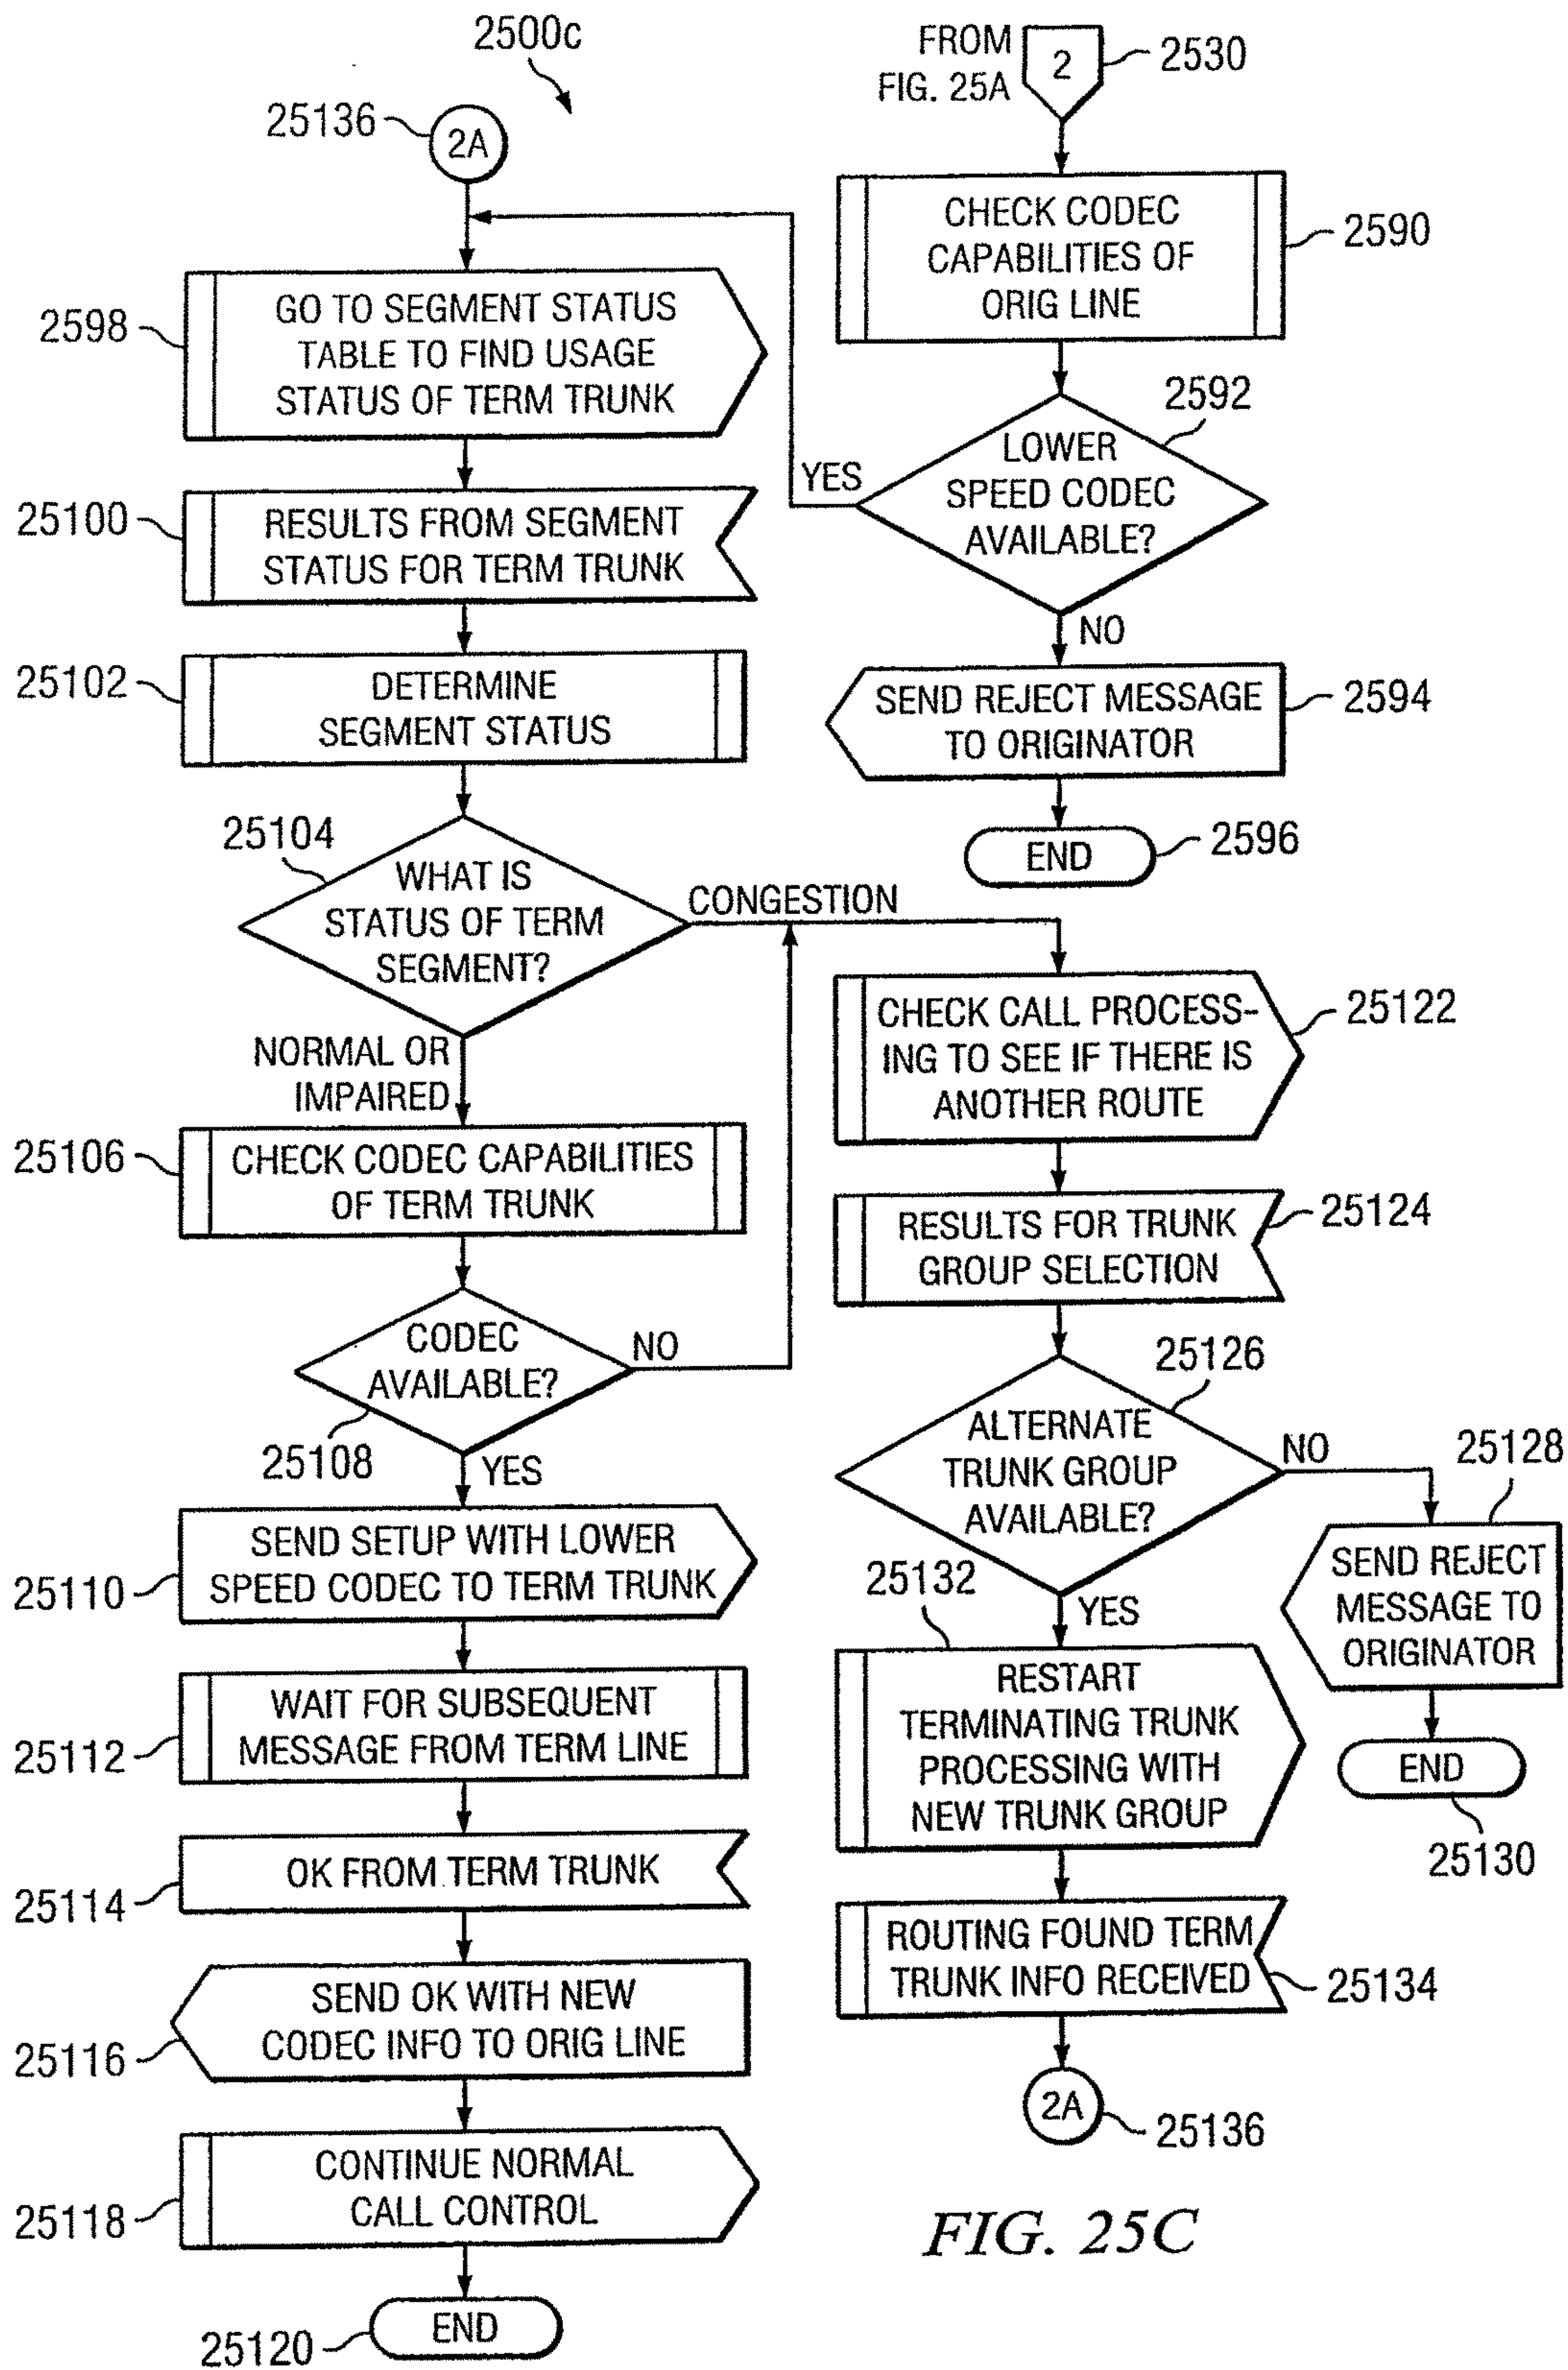 2500c
25136
2A
FROM
FIG. 25A
2
2530
CHECK CODEC
CAPABILITIES OF
ORIG LINE
2590
2598
GO TO SEGMENT STATUS
TABLE TO FIND USAGE
STATUS OF TERM TRUNK
2592
LOWER
SPEED CODEC
AVAILABLE?
YES
NO
25100
RESULTS FROM SEGMENT
STATUS FOR TERM TRUNK
25102
DETERMINE
SEGMENT STATUS
SEND REJECT MESSAGE
TO ORIGINATOR
2594
END
2596
25104
WHAT IS
STATUS OF TERM
SEGMENT?
CONGESTION
NORMAL OR
IMPAIRED
25106
CHECK CODEC CAPABILITIES
OF TERM TRUNK
CODEC
AVAILABLE?
NO
25108
YES
25110
SEND SETUP WITH LOWER
SPEED CODEC TO TERM TRUNK
25112
WAIT FOR SUBSEQUENT
MESSAGE FROM TERM LINE
25114
OK FROM TERM TRUNK
25116
SEND OK WITH NEW
CODEC INFO TO ORIG LINE
25118
CONTINUE NORMAL
CALL CONTROL
25120
END
CHECK CALL PROCESS-
ING TO SEE IF THERE IS
ANOTHER ROUTE
25122
RESULTS FOR TRUNK
GROUP SELECTION
25124
25126
ALTERNATE
TRUNK GROUP
AVAILABLE?
NO
25128
SEND REJECT
MESSAGE TO
ORIGINATOR
END
25130
YES
25132
RESTART
TERMINATING TRUNK
PROCESSING WITH
NEW TRUNK GROUP
ROUTING FOUND TERM
TRUNK INFO RECEIVED
25134
2A
25136
FIG. 25C